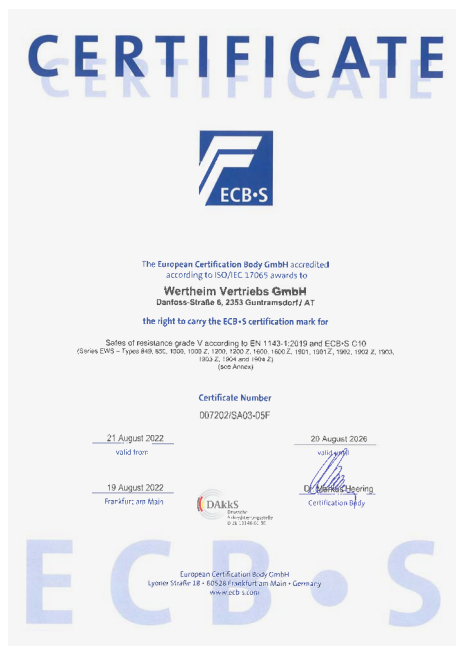 CERTIFICATE
ECB•S
The European Certification Body GmbH accredited
according to ISO/IEC 17065 awards to
Wertheim Vertriebs GmbH
Danfoss-Straße 6, 2353 Guntramsdorf / AT
the right to carry the ECB•S certification mark for
Safes of resistance grade V according to EN 1143-1:2019 and ECB•S C10
(Series EWS – Types 849, 850, 1000, 1000 Z, 1200, 1200 Z, 1600, 1600 Z, 1901, 1901 Z, 1902, 1902 Z, 1903,
1903 Z, 1904 and 1904 Z)
(see Annex)
Certificate Number
007202/SA03-05F
21 August 2022
valid from
20 August 2026
valid until
19 August 2022
Frankfurt am Main
Dr. Markus Heering
Certification Body
DAkkS
Deutsche
Akkreditierungsstelle
European Certification Body GmbH
Lyoner Straße 18 • 60528 Frankfurt am Main • Germany
www.ecb-s.com
ECB•S